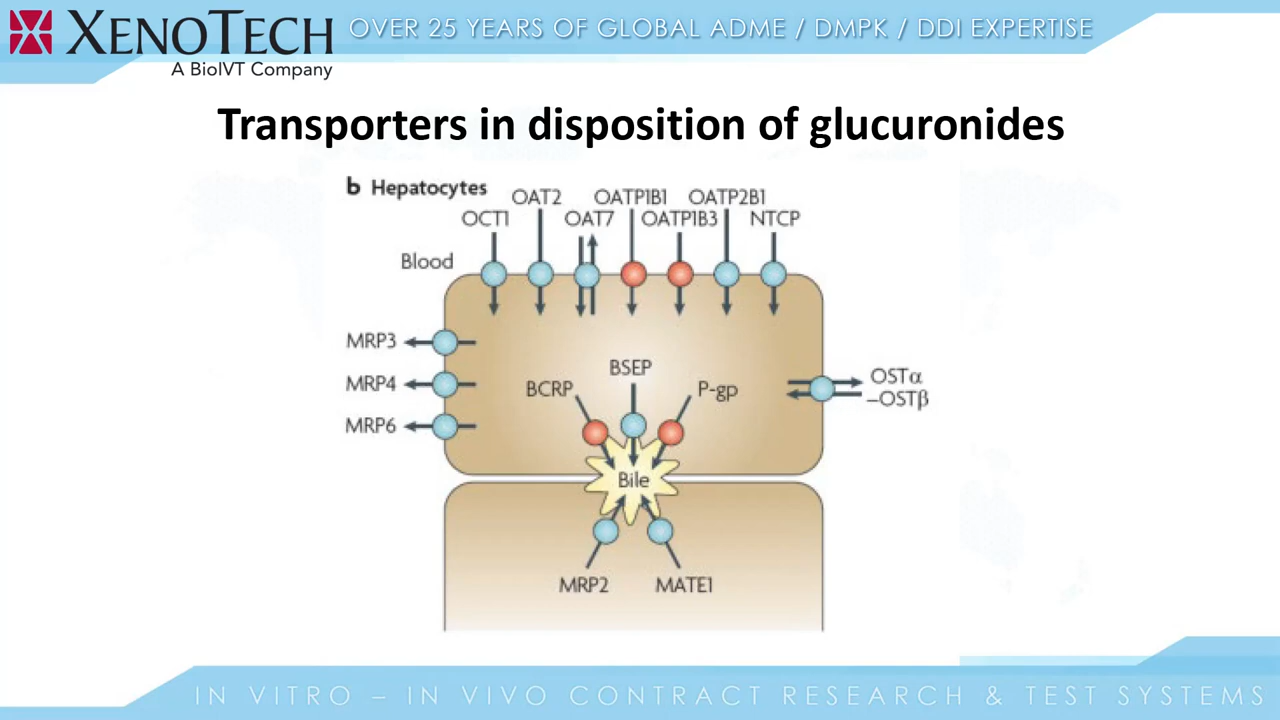 XENOTECH
A BioIVT Company
OVER 25 YEARS OF GLOBAL ADME / DMPK / DDI EXPERTISE
Transporters in disposition of glucuronides
b Hepatocytes
OAT2
OATP1B1
OATP2B1
OCT1
OAT7
OATP1B3
NTCP
Blood
MRP3
MRP4
MRP6
BSEP
BCRP
P-gp
OSTα
–OSTβ
Bile
MRP2
MATE1
IN VITRO – IN VIVO CONTRACT RESEARCH & TEST SYSTEMS